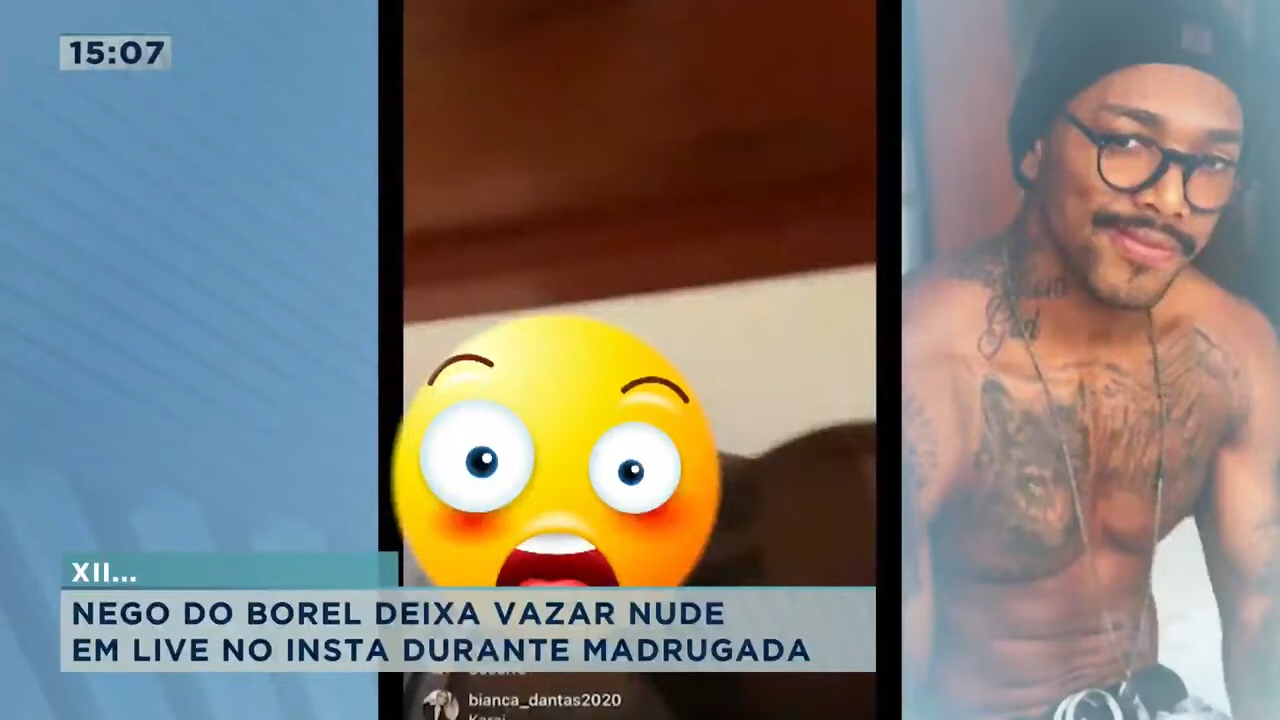 15:07
XII...
NEGO DO BOREL DEIXA VAZAR NUDE
EM LIVE NO INSTA DURANTE MADRUGADA
bianca_dantas2020